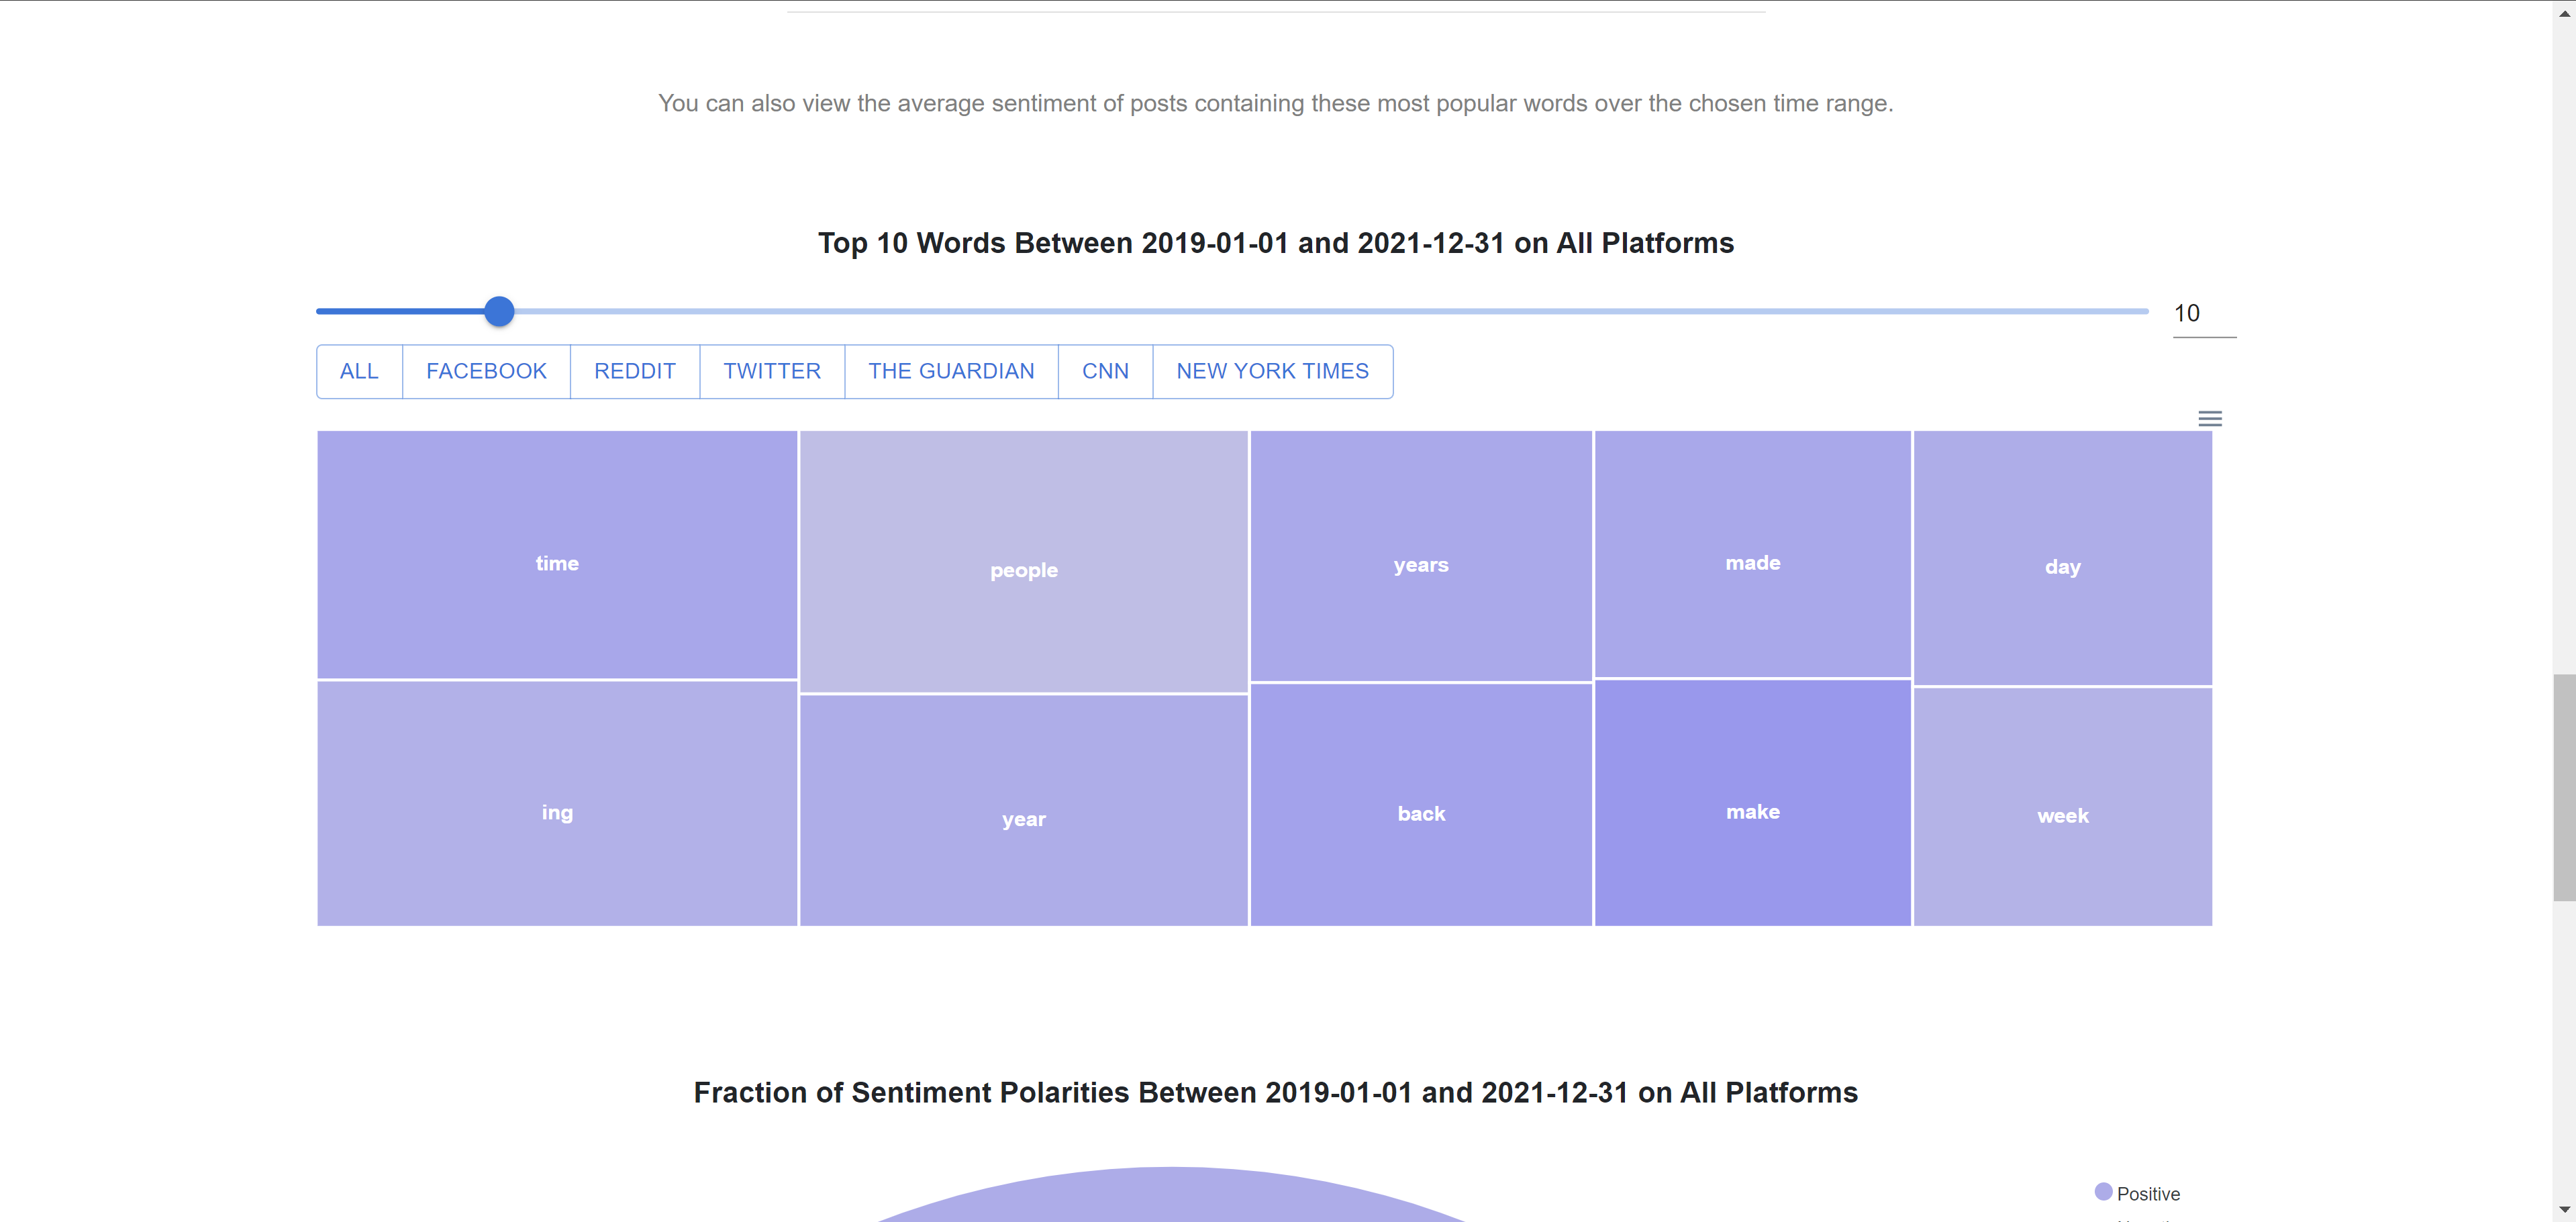 You can also view the average sentiment of posts containing these most popular words over the chosen time range.
Top 10 Words Between 2019-01-01 and 2021-12-31 on All Platforms
10
ALL FACEBOOK REDDIT TWITTER THE GUARDIAN CNN NEW YORK TIMES
time people years made day
ing year back make week
Fraction of Sentiment Polarities Between 2019-01-01 and 2021-12-31 on All Platforms
Positive